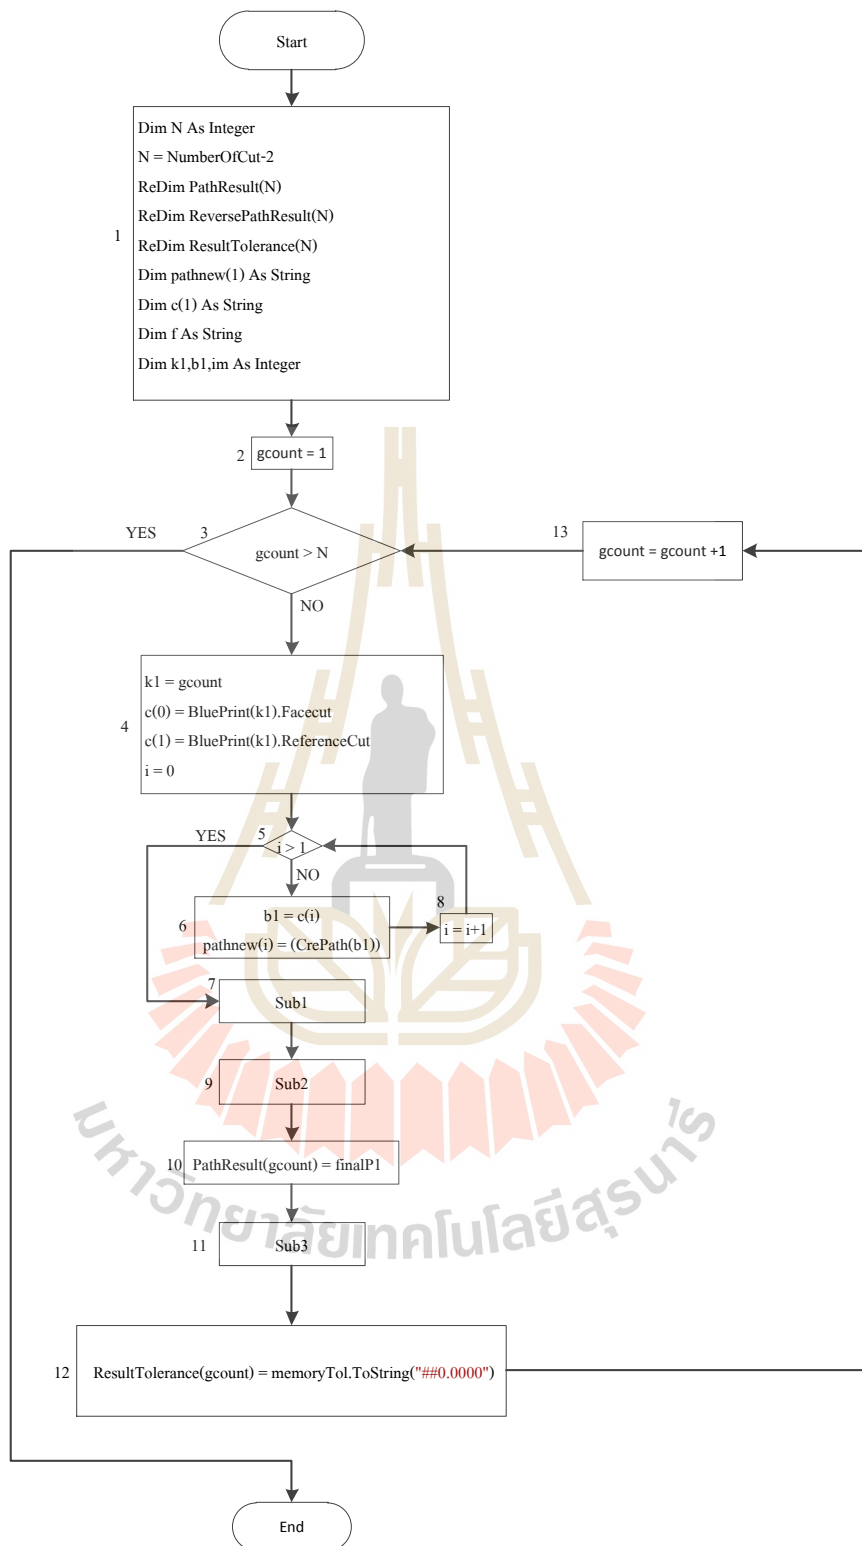 Start
1
Dim N As Integer
N = NumberOfCut-2
ReDim PathResult(N)
ReDim ReversePathResult(N)
ReDim ResultTolerance(N)
Dim pathnew(1) As String
Dim c(1) As String
Dim f As String
Dim k1,b1,im As Integer
2
gcount = 1
YES
3
gcount > N
NO
13
gcount = gcount +1
4
k1 = gcount
c(0) = BluePrint(k1).Facecut
c(1) = BluePrint(k1).ReferenceCut
i = 0
YES
5
i > 1
NO
6
b1 = c(i)
pathnew(i) = (CrePath(b1))
8
i = i+1
7
Sub1
9
Sub2
10
PathResult(gcount) = finalP1
11
Sub3
12
ResultTolerance(gcount) = memoryTol.ToString("##0.0000")
End
มหาวิทยาลัยเทคโนโลยีสุรนารี